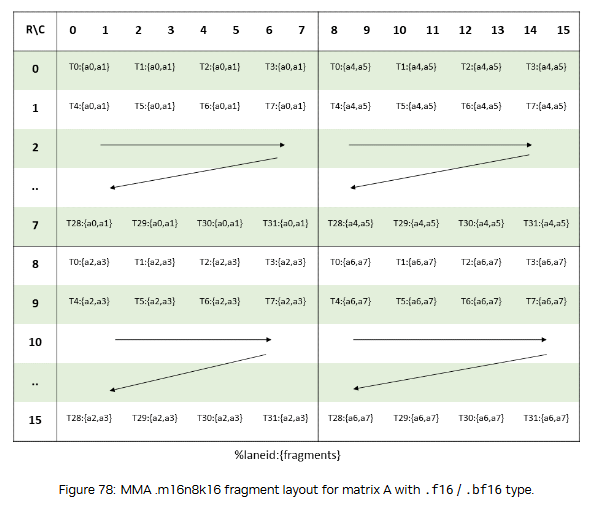 R\C 0 1 2 3 4 5 6 7 8 9 10 11 12 13 14 15
0 T0:{a0,a1} T1:{a0,a1} T2:{a0,a1} T3:{a0,a1} T0:{a4,a5} T1:{a4,a5} T2:{a4,a5} T3:{a4,a5}
1 T4:{a0,a1} T5:{a0,a1} T6:{a0,a1} T7:{a0,a1} T4:{a4,a5} T5:{a4,a5} T6:{a4,a5} T7:{a4,a5}
2
..
7 T28:{a0,a1} T29:{a0,a1} T30:{a0,a1} T31:{a0,a1} T28:{a4,a5} T29:{a4,a5} T30:{a4,a5} T31:{a4,a5}
8 T0:{a2,a3} T1:{a2,a3} T2:{a2,a3} T3:{a2,a3} T0:{a6,a7} T1:{a6,a7} T2:{a6,a7} T3:{a6,a7}
9 T4:{a2,a3} T5:{a2,a3} T6:{a2,a3} T7:{a2,a3} T4:{a6,a7} T5:{a6,a7} T6:{a6,a7} T7:{a6,a7}
10
..
15 T28:{a2,a3} T29:{a2,a3} T30:{a2,a3} T31:{a2,a3} T28:{a6,a7} T29:{a6,a7} T30:{a6,a7} T31:{a6,a7}
%laneid:{fragments}
Figure 78: MMA .m16n8k16 fragment layout for matrix A with .f16 / .bf16 type.